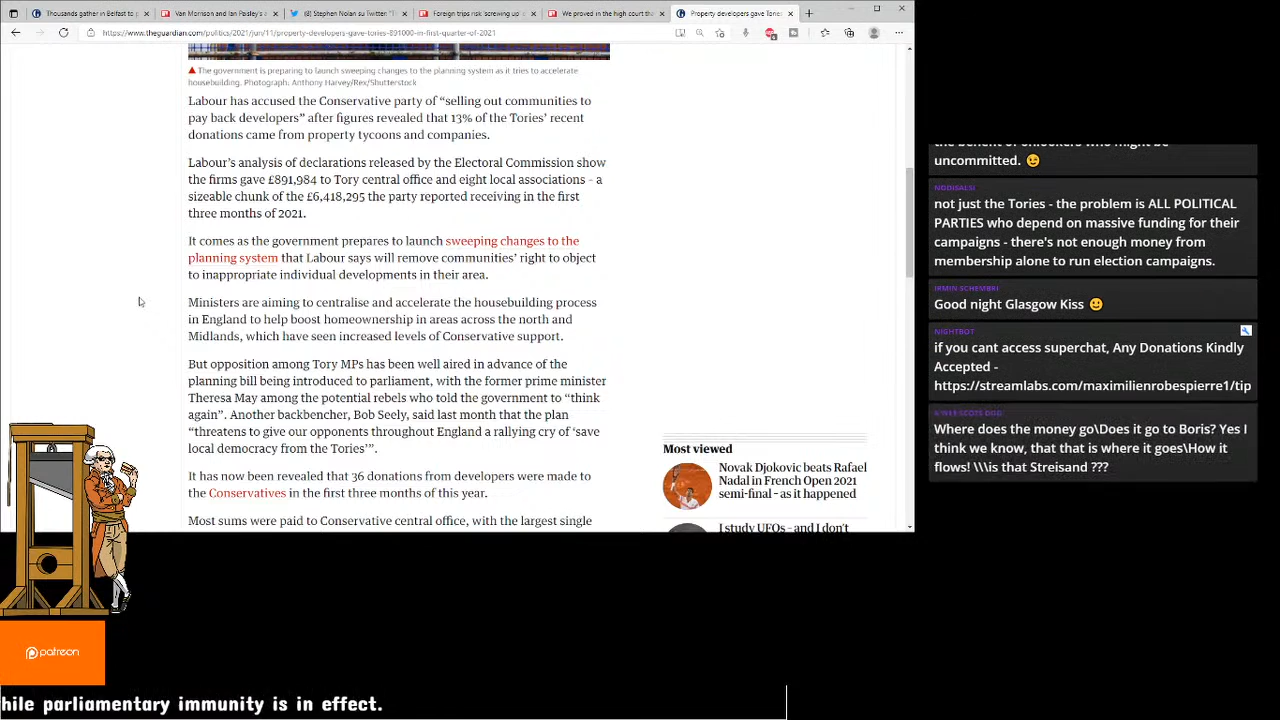 Thousands gather in Belfast to p
Van Morrison and Ian Paisley's a
(8) Stephen Nolan su Twitter: "T
Foreign trips risk 'screwing up'
We proved in the high court tha
Property developers gave Tories
https://www.theguardian.com/politics/2021/jun/11/property-developers-gave-tories-891000-in-first-quarter-of-2021
The government is preparing to launch sweeping changes to the planning system as it tries to accelerate
housebuilding. Photograph: Anthony Harvey/Rex/Shutterstock
Labour has accused the Conservative party of “selling out communities to
pay back developers” after figures revealed that 13% of the Tories’ recent
donations came from property tycoons and companies.
Labour’s analysis of declarations released by the Electoral Commission show
the firms gave £891,984 to Tory central office and eight local associations – a
sizeable chunk of the £6,418,295 the party reported receiving in the first
three months of 2021.
It comes as the government prepares to launch sweeping changes to the
planning system that Labour says will remove communities’ right to object
to inappropriate individual developments in their area.
Ministers are aiming to centralise and accelerate the housebuilding process
in England to help boost homeownership in areas across the north and
Midlands, which have seen increased levels of Conservative support.
But opposition among Tory MPs has been well aired in advance of the
planning bill being introduced to parliament, with the former prime minister
Theresa May among the potential rebels who told the government to “think
again”. Another backbencher, Bob Seely, said last month that the plan
“threatens to give our opponents throughout England a rallying cry of ‘save
local democracy from the Tories’”.
It has now been revealed that 36 donations from developers were made to
the Conservatives in the first three months of this year.
Most sums were paid to Conservative central office, with the largest single
Most viewed
Novak Djokovic beats Rafael
Nadal in French Open 2021
semi-final – as it happened
I study UFOs – and I don’t
the benefit of onlookers who might be
uncommitted.
NODISALSI
not just the Tories - the problem is ALL POLITICAL
PARTIES who depend on massive funding for their
campaigns - there's not enough money from
membership alone to run election campaigns.
IRMIN SCHEMBRI
Good night Glasgow Kiss
NIGHTBOT
if you cant access superchat, Any Donations Kindly
Accepted -
https://streamlabs.com/maximilienrobespierre1/tip
Where does the money go\Does it go to Boris? Yes I
think we know, that that is where it goes\How it
flows! \\\is that Streisand ???
patreon
hile parliamentary immunity is in effect.